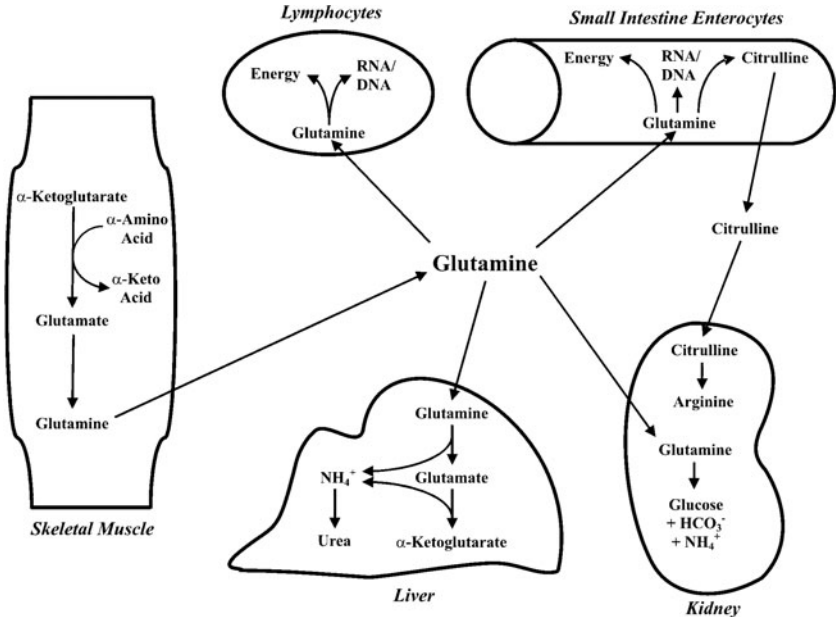 Lymphocytes
Energy
RNA/
DNA
Glutamine
Small Intestine Enterocytes
Energy
RNA/
DNA
Citrulline
Glutamine
α-Ketoglutarate
α-Amino
Acid
α-Keto
Acid
Glutamate
Glutamine
Skeletal Muscle
Glutamine
Citrulline
Glutamine
NH₄⁺
Glutamate
Urea
α-Ketoglutarate
Liver
Citrulline
Arginine
Glutamine
Glucose
+ HCO₃⁻
+ NH₄⁺
Kidney